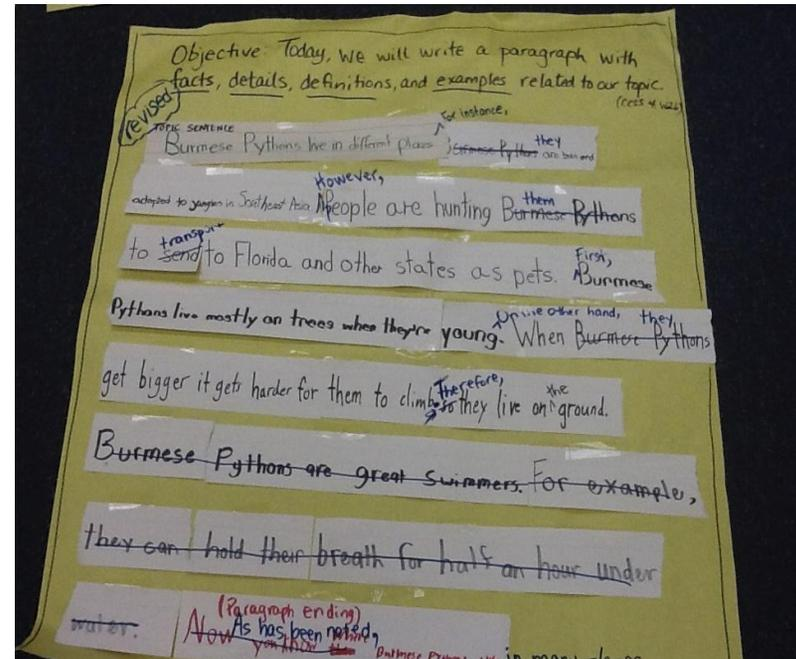 Objective: Today, we will write a paragraph with
facts, details, definitions, and examples related to our topic.
revised
TOPIC SENTENCE
For instance,
Burmese Pythons live in different places Burmese Pythons they are born and
However,
adapted to jungles in Southeast Asia People are hunting Burmese Pythons them
to send transport to Florida and other states as pets. First, Burmese
Pythons live mostly on trees when they're young. On the other hand, When Burmese Pythons they
get bigger it gets harder for them to climb. Therefore, so they live on the ground.
Burmese Pythons are great swimmers. For example,
they can hold their breath for half an hour under
water.
(Paragraph ending)
Now As has been noted,
you know
Burmese